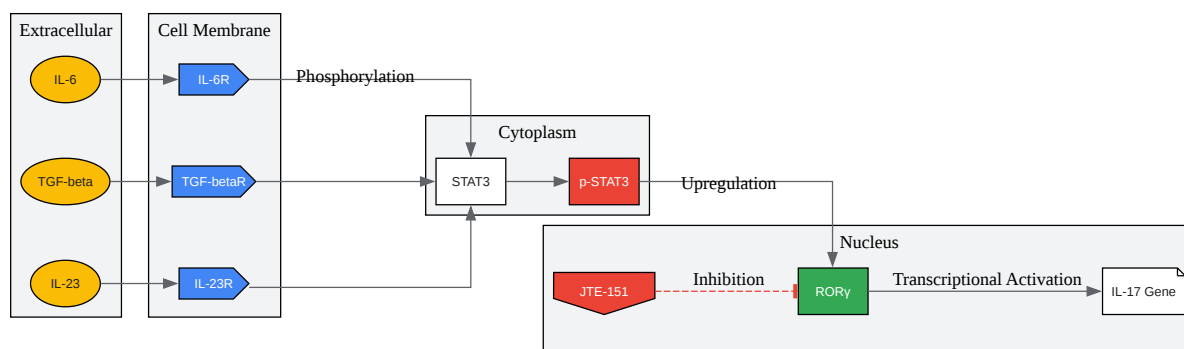 Extracellular
Cell Membrane
IL-6
IL-6R
Phosphorylation
Cytoplasm
TGF-beta
TGF-betaR
STAT3
p-STAT3
Upregulation
Nucleus
IL-23
IL-23R
JTE-151
Inhibition
RORγ
Transcriptional Activation
IL-17 Gene